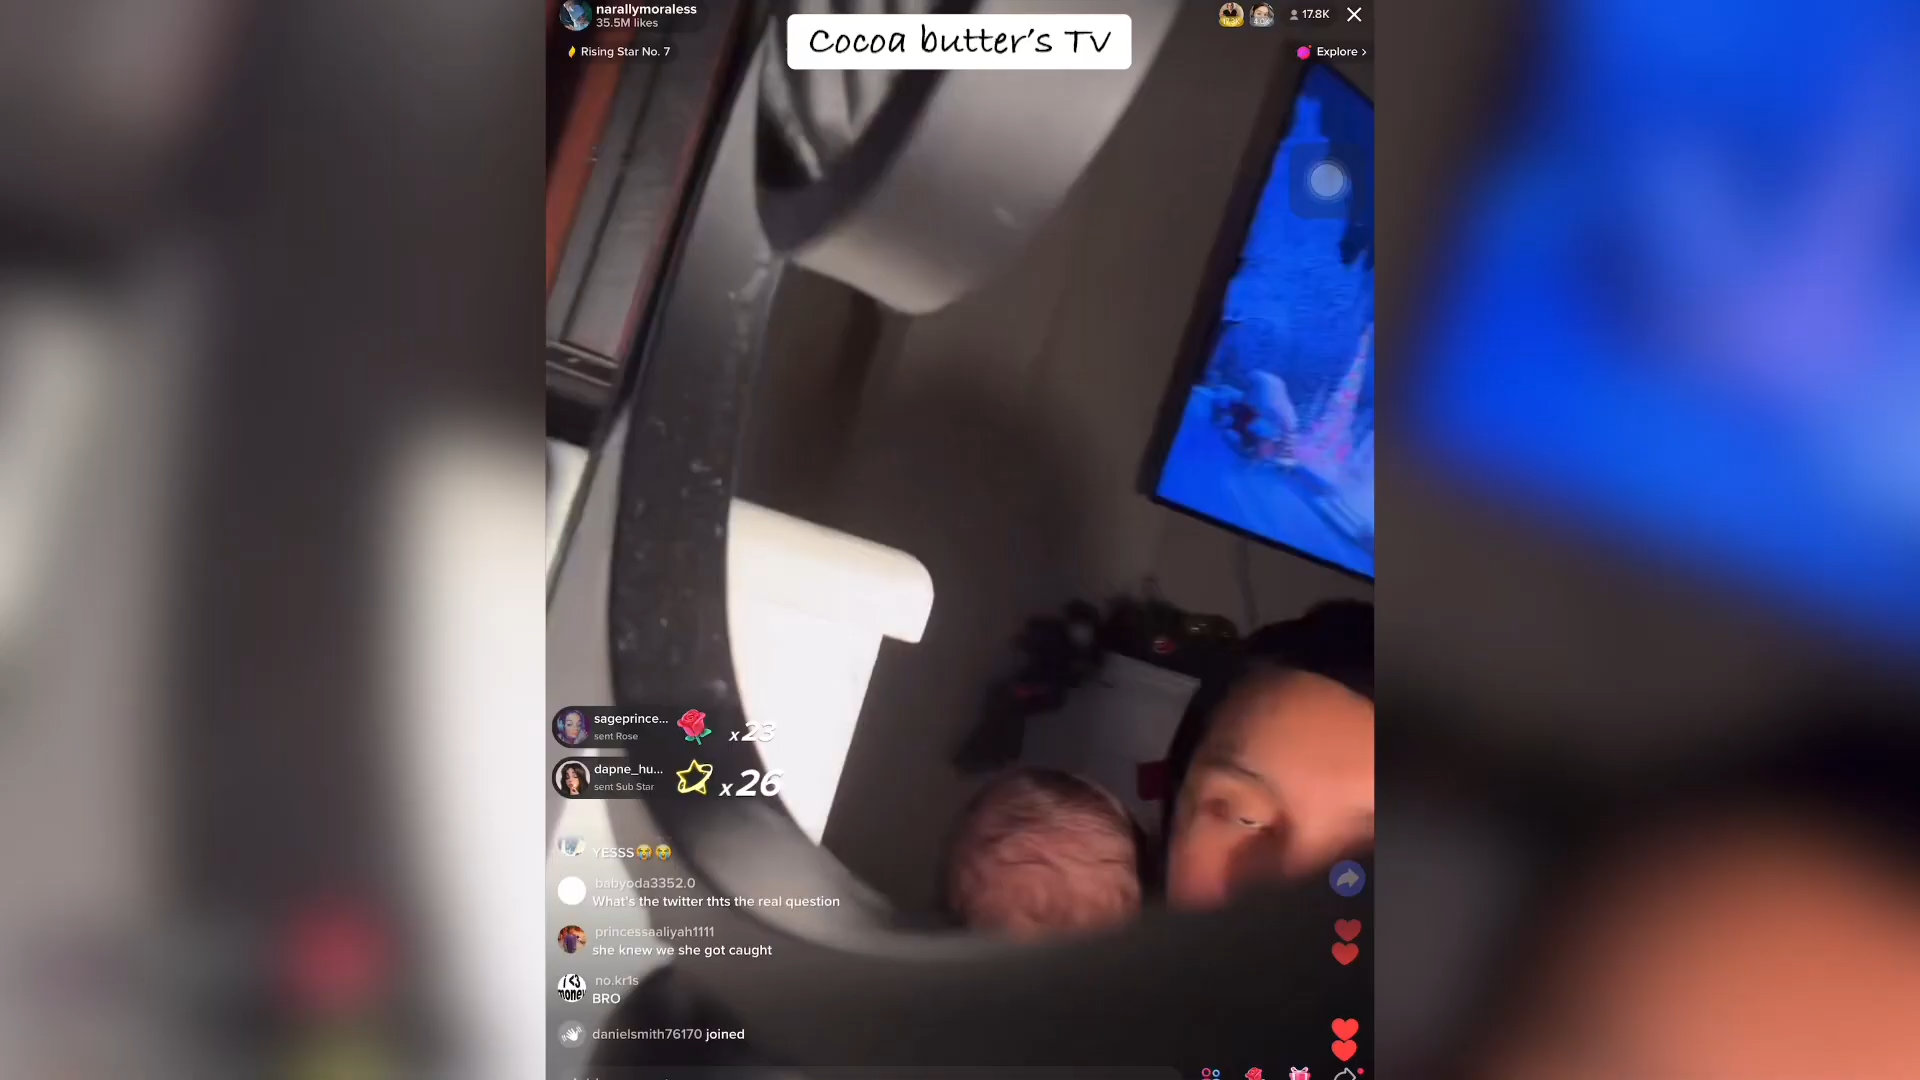 narallymoraless
35.5M likes
Cocoa butter's TV
17.8K
Rising Star No. 7
Explore >
sageprince...
sent Rose
x23
dapne_hu...
sent Sub Star
x26
YESSS😭😭
babyoda3352.0
What's the twitter thts the real question
princessaaliyah1111
she knew we she got caught
I <3
money
no.kr1s
BRO
danielsmith76170 joined